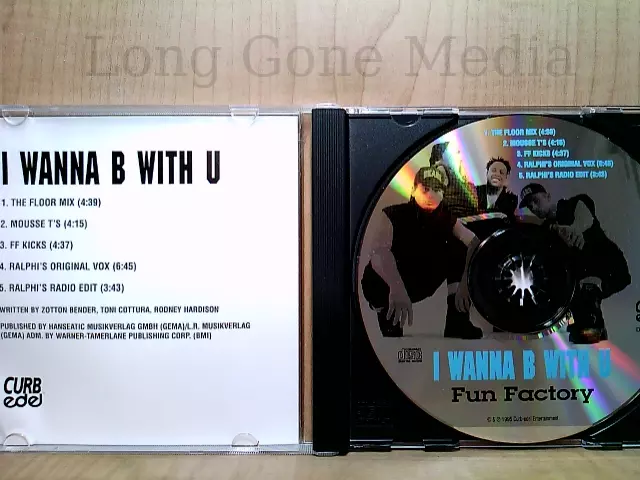 Long Gone Media
I WANNA B WITH U
1. THE FLOOR MIX (4:39)
2. MOUSSE T'S (4:15)
3. FF KICKS (4:37)
4. RALPHI'S ORIGINAL VOX (6:45)
5. RALPHI'S RADIO EDIT (3:43)
WRITTEN BY ZOTTON BENDER, TONI COTTURA, RODNEY HARDISON
PUBLISHED BY HANSEATIC MUSIKVERLAG GMBH (GEMA)/L.R. MUSIKVERLAG
(GEMA) ADM. BY WARNER-TAMERLANE PUBLISHING CORP. (BMI)
CURB
edel
1. THE FLOOR MIX (4:39)
2. MOUSSE T'S (4:15)
3. FF KICKS (4:37)
4. RALPHI'S ORIGINAL VOX (6:45)
5. RALPHI'S RADIO EDIT (3:43)
I WANNA B WITH U
Fun Factory